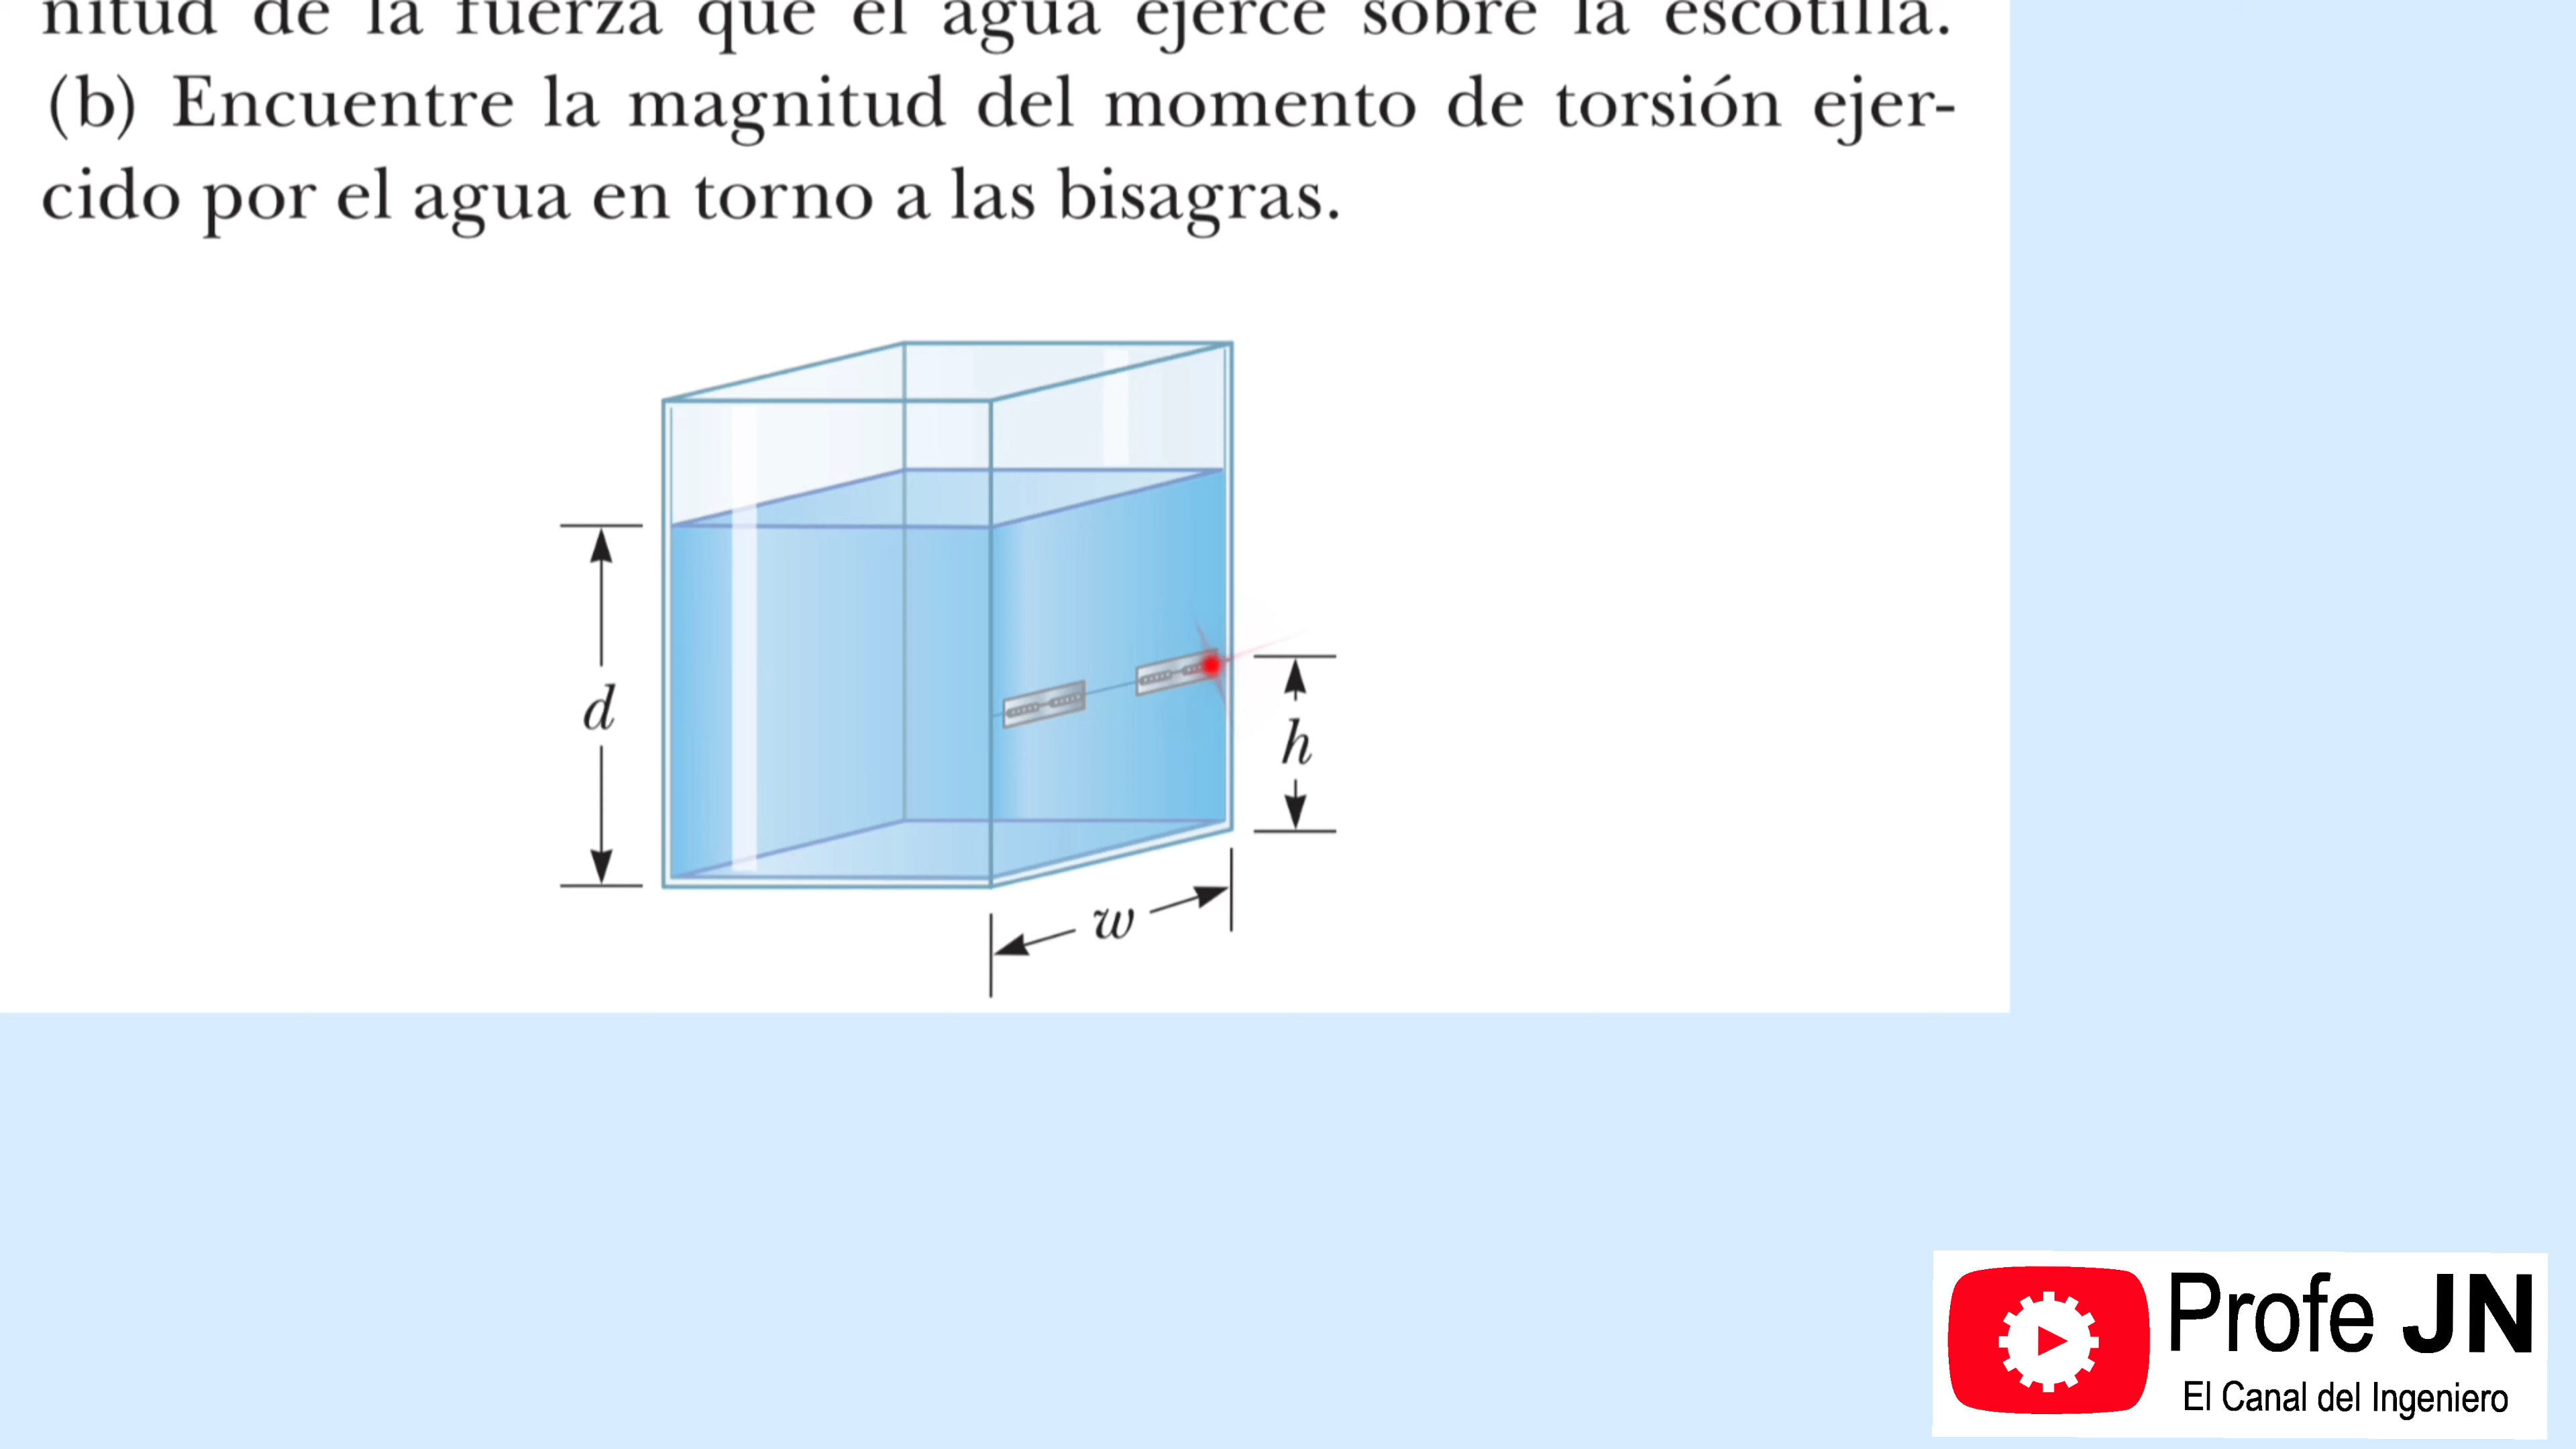 nitud de la fuerza que el agua ejerce sobre la escotilla.
(b) Encuentre la magnitud del momento de torsión ejer-
cido por el agua en torno a las bisagras.
d
h
w
Profe JN
El Canal del Ingeniero